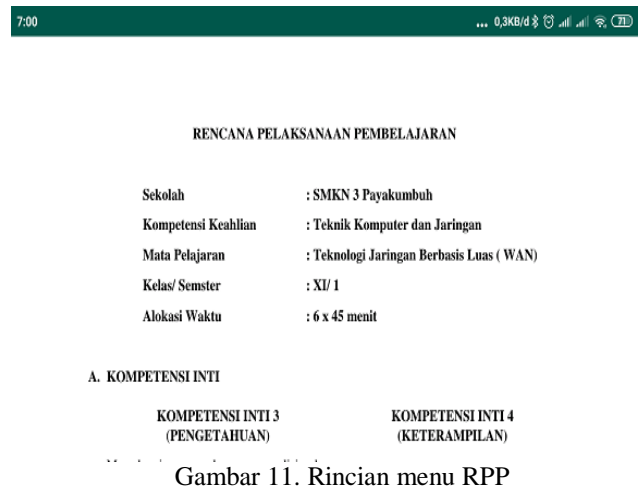 7:00 ... 0,3KB/d 71
RENCANA PELAKSANAAN PEMBELAJARAN
Sekolah : SMKN 3 Payakumbuh
Kompetensi Keahlian : Teknik Komputer dan Jaringan
Mata Pelajaran : Teknologi Jaringan Berbasis Luas ( WAN)
Kelas/ Semster : XI/ 1
Alokasi Waktu : 6 x 45 menit
A. KOMPETENSI INTI
KOMPETENSI INTI 3 KOMPETENSI INTI 4
(PENGETAHUAN) (KETERAMPILAN)
Gambar 11. Rincian menu RPP